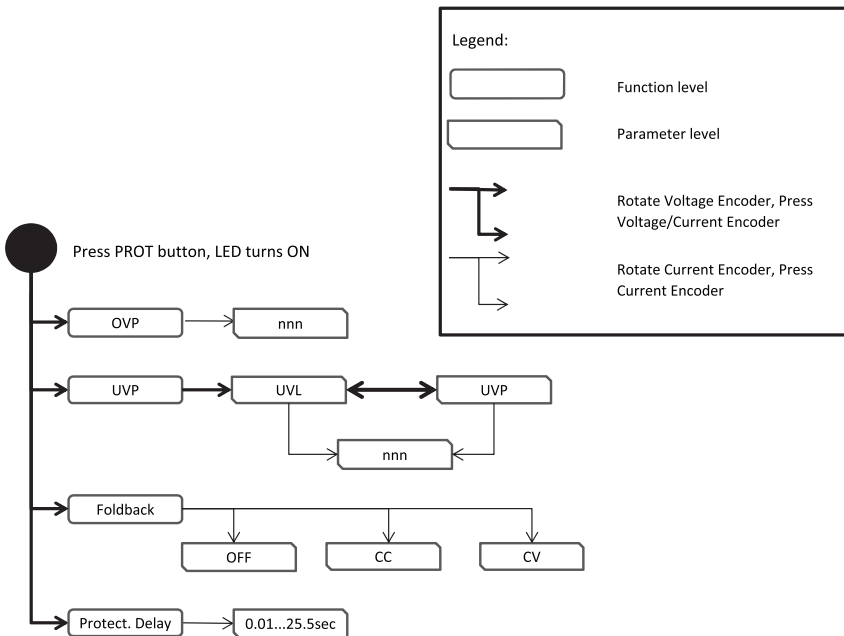 Legend:
Function level
Parameter level
Rotate Voltage Encoder, Press
Voltage/Current Encoder
Rotate Current Encoder, Press
Current Encoder
Press PROT button, LED turns ON
OVP
nnn
UVP
UVL
UVP
nnn
Foldback
OFF
CC
CV
Protect. Delay
0.01...25.5sec